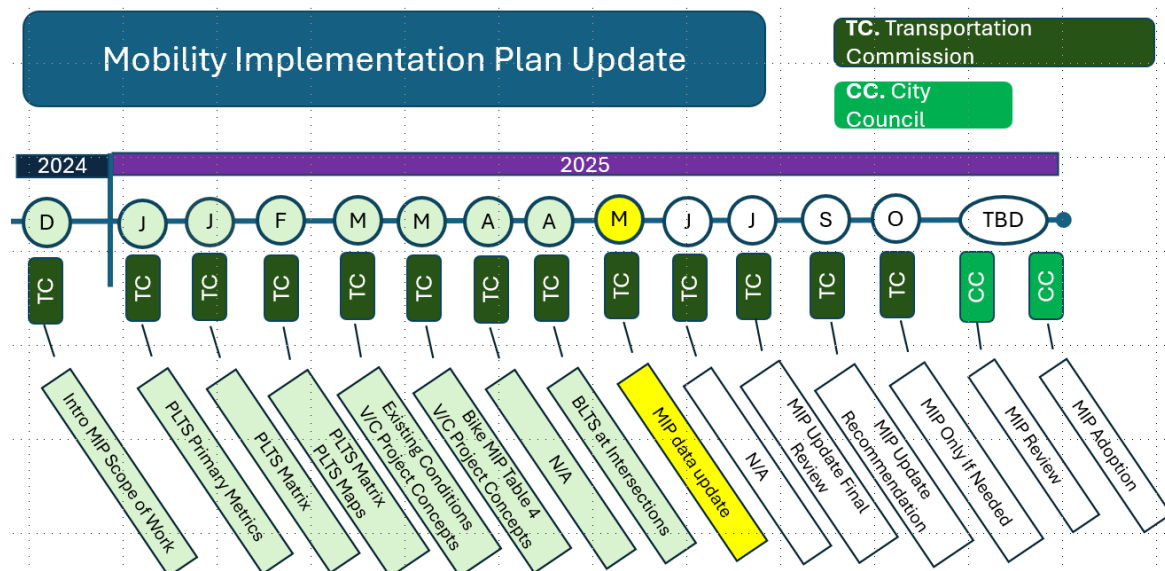 Mobility Implementation Plan Update
TC. Transportation
Commission
CC. City
Council
2024
2025
D
J
J
F
M
M
A
A
M
J
J
S
O
TBD
TC
TC
TC
TC
TC
TC
TC
TC
TC
TC
TC
TC
TC
CC
CC
Intro MIP Scope of Work
PLTS Primary Metrics
PLTS Matrix
PLTS Matrix
PLTS Maps
Existing Conditions
V/C Project Concepts
Bike MIP Table 4
V/C Project Concepts
N/A
BLTS at Intersections
MIP data update
N/A
MIP Update Final
Review
MIP Update
Recommendation
MIP Only If Needed
MIP Review
MIP Adoption